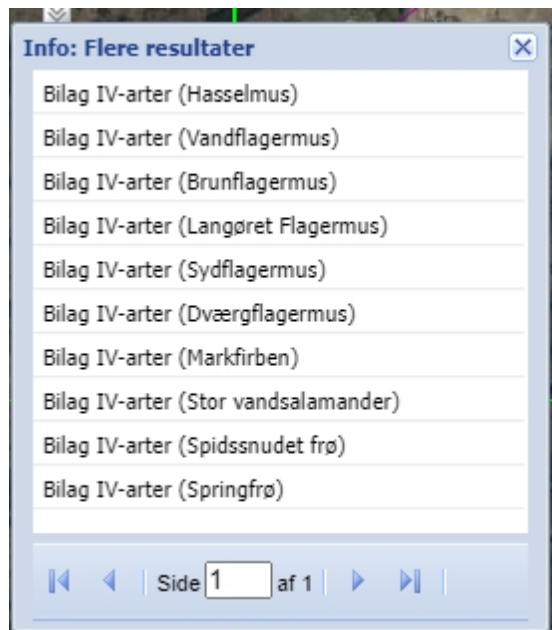 Info: Flere resultater
Bilag IV-arter (Hasselmus)
Bilag IV-arter (Vandflagermus)
Bilag IV-arter (Brunflagermus)
Bilag IV-arter (Langøret Flagermus)
Bilag IV-arter (Sydflagermus)
Bilag IV-arter (Dværgflagermus)
Bilag IV-arter (Markfirben)
Bilag IV-arter (Stor vandsalamander)
Bilag IV-arter (Spidssnudet frø)
Bilag IV-arter (Springfrø)
Side 1 af 1